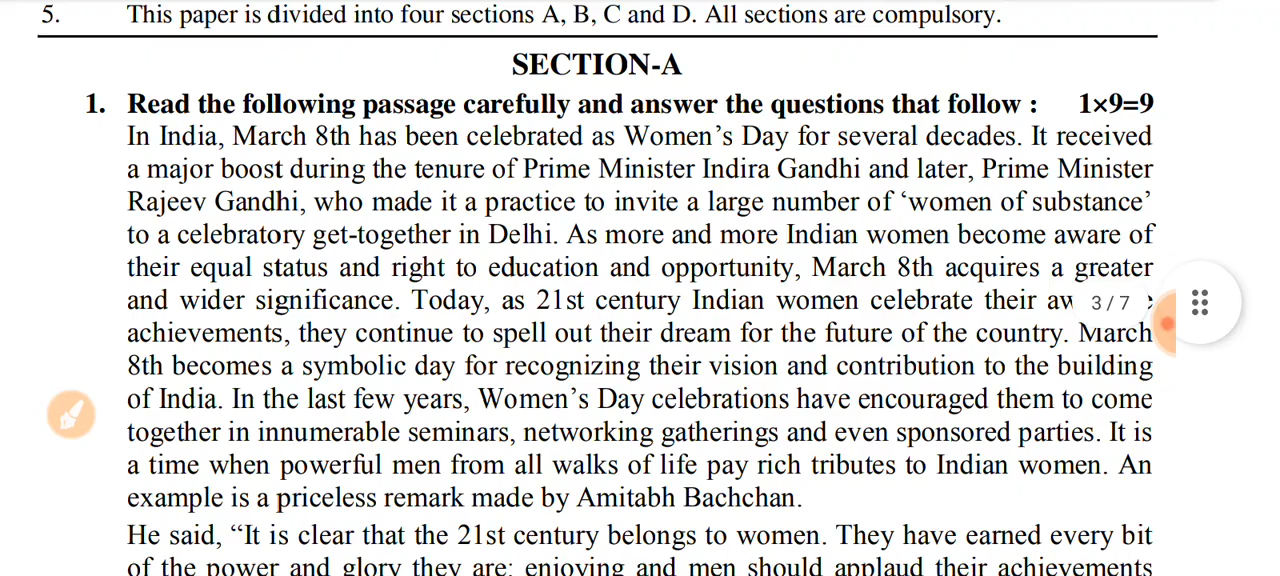 5. This paper is divided into four sections A, B, C and D. All sections are compulsory.
SECTION-A
1. Read the following passage carefully and answer the questions that follow : 1×9=9
In India, March 8th has been celebrated as Women’s Day for several decades. It received
a major boost during the tenure of Prime Minister Indira Gandhi and later, Prime Minister
Rajeev Gandhi, who made it a practice to invite a large number of ‘women of substance’
to a celebratory get-together in Delhi. As more and more Indian women become aware of
their equal status and right to education and opportunity, March 8th acquires a greater
and wider significance. Today, as 21st century Indian women celebrate their 3/7
achievements, they continue to spell out their dream for the future of the country. March
8th becomes a symbolic day for recognizing their vision and contribution to the building
of India. In the last few years, Women’s Day celebrations have encouraged them to come
together in innumerable seminars, networking gatherings and even sponsored parties. It is
a time when powerful men from all walks of life pay rich tributes to Indian women. An
example is a priceless remark made by Amitabh Bachchan.
He said, “It is clear that the 21st century belongs to women. They have earned every bit
of the power and glory they are; enjoying and men should applaud their achievements